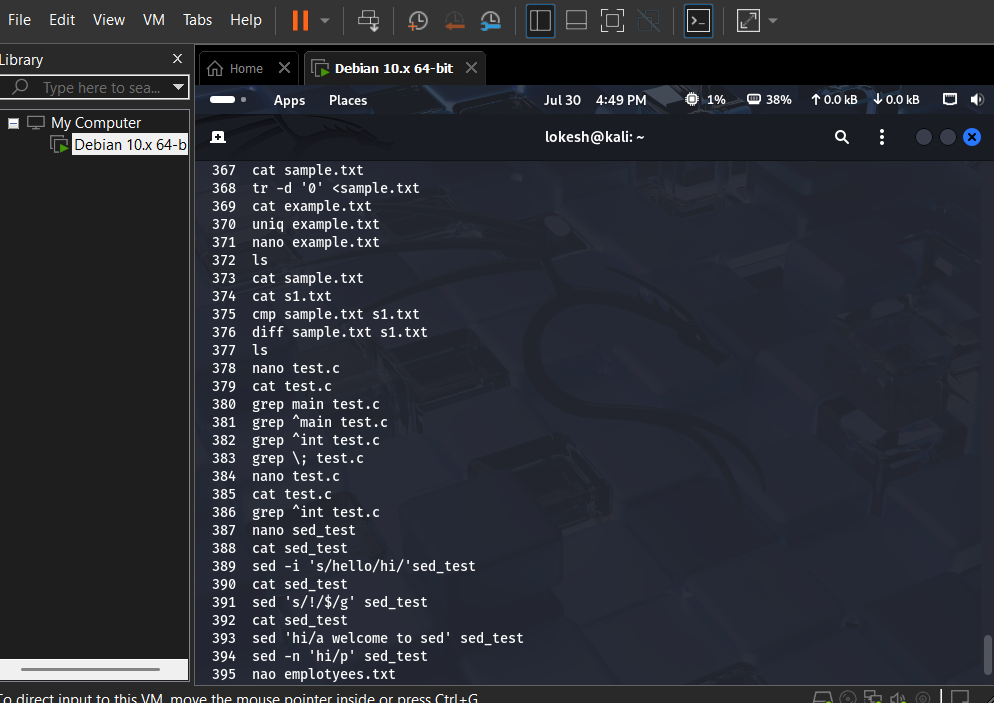 File Edit View VM Tabs Help
Library
Type here to sea...
My Computer
Debian 10.x 64-b
Home
Debian 10.x 64-bit
Apps Places Jul 30 4:49 PM 1% 38% 0.0 kB 0.0 kB
lokesh@kali: ~
367 cat sample.txt
368 tr -d '0' <sample.txt
369 cat example.txt
370 uniq example.txt
371 nano example.txt
372 ls
373 cat sample.txt
374 cat s1.txt
375 cmp sample.txt s1.txt
376 diff sample.txt s1.txt
377 ls
378 nano test.c
379 cat test.c
380 grep main test.c
381 grep ^main test.c
382 grep ^int test.c
383 grep \; test.c
384 nano test.c
385 cat test.c
386 grep ^int test.c
387 nano sed_test
388 cat sed_test
389 sed -i 's/hello/hi/'sed_test
390 cat sed_test
391 sed 's/!/$/g' sed_test
392 cat sed_test
393 sed 'hi/a welcome to sed' sed_test
394 sed -n 'hi/p' sed_test
395 nao emplotyees.txt
To direct input to this VM, move the mouse pointer inside or press Ctrl+G.